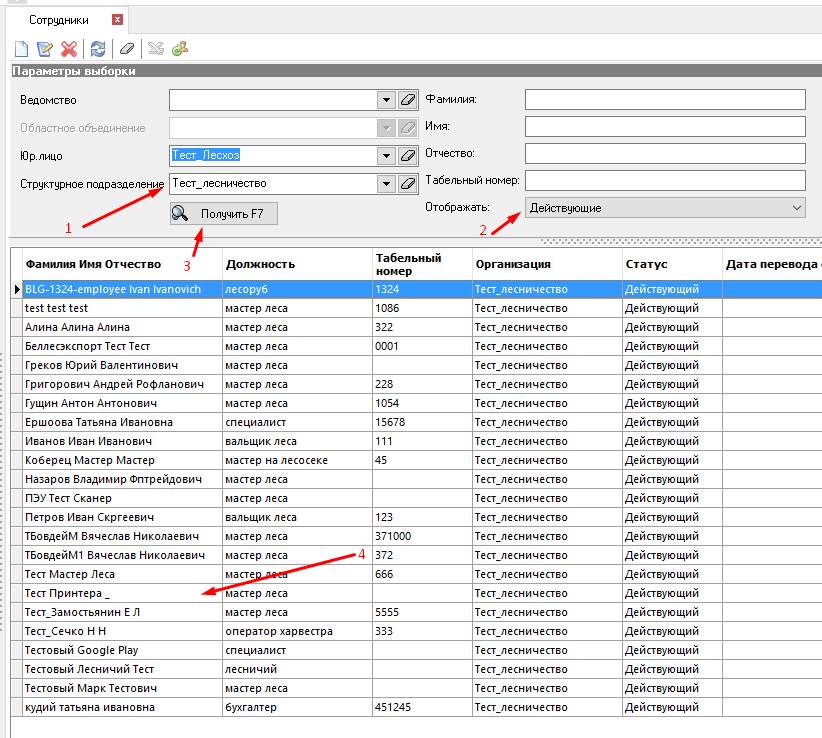 Сотрудники
Параметры выборки
Ведомство
Фамилия:
Областное объединение
Имя:
Юр.лицо Тест_Лесхоз
Отчество:
Структурное подразделение Тест_лесничество
Табельный номер:
1
Получить F7
Отображать: Действующие
2
3
Фамилия Имя Отчество Должность Табельный номер Организация Статус Дата перевода
BLG-1324-employee Ivan Ivanovich лесоруб 1324 Тест_лесничество Действующий
test test test мастер леса 1086 Тест_лесничество Действующий
Алина Алина Алина мастер леса 322 Тест_лесничество Действующий
Беллесэкспорт Тест Тест мастер леса 0001 Тест_лесничество Действующий
Греков Юрий Валентинович мастер леса Тест_лесничество Действующий
Григорович Андрей Рофланович мастер леса 228 Тест_лесничество Действующий
Гущин Антон Антонович мастер леса 1054 Тест_лесничество Действующий
Ершоова Татьяна Ивановна специалист 15678 Тест_лесничество Действующий
Иванов Иван Иванович вальщик леса 111 Тест_лесничество Действующий
Коберец Мастер Мастер мастер на лесосеке 45 Тест_лесничество Действующий
Назаров Владимир Фптрейдович мастер леса Тест_лесничество Действующий
ПЭУ Тест Сканер мастер леса Тест_лесничество Действующий
Петров Иван Скргеевич вальщик леса 123 Тест_лесничество Действующий
ТБовдейМ Вячеслав Николаевич мастер леса 371000 Тест_лесничество Действующий
ТБовдейМ1 Вячеслав Николаевич мастер леса 4 372 Тест_лесничество Действующий
Тест Мастер Леса мастер леса 666 Тест_лесничество Действующий
Тест Принтера _ мастер леса Тест_лесничество Действующий
Тест_Замостьянин Е Л мастер леса 5555 Тест_лесничество Действующий
Тест_Сечко Н Н оператор харвестра 333 Тест_лесничество Действующий
Тестовый Google Play специалист Тест_лесничество Действующий
Тестовый Лесничий Тест лесничий Тест_лесничество Действующий
Тестовый Марк Тестович мастер леса Тест_лесничество Действующий
кудий татьяна ивановна бухгалтер 451245 Тест_лесничество Действующий